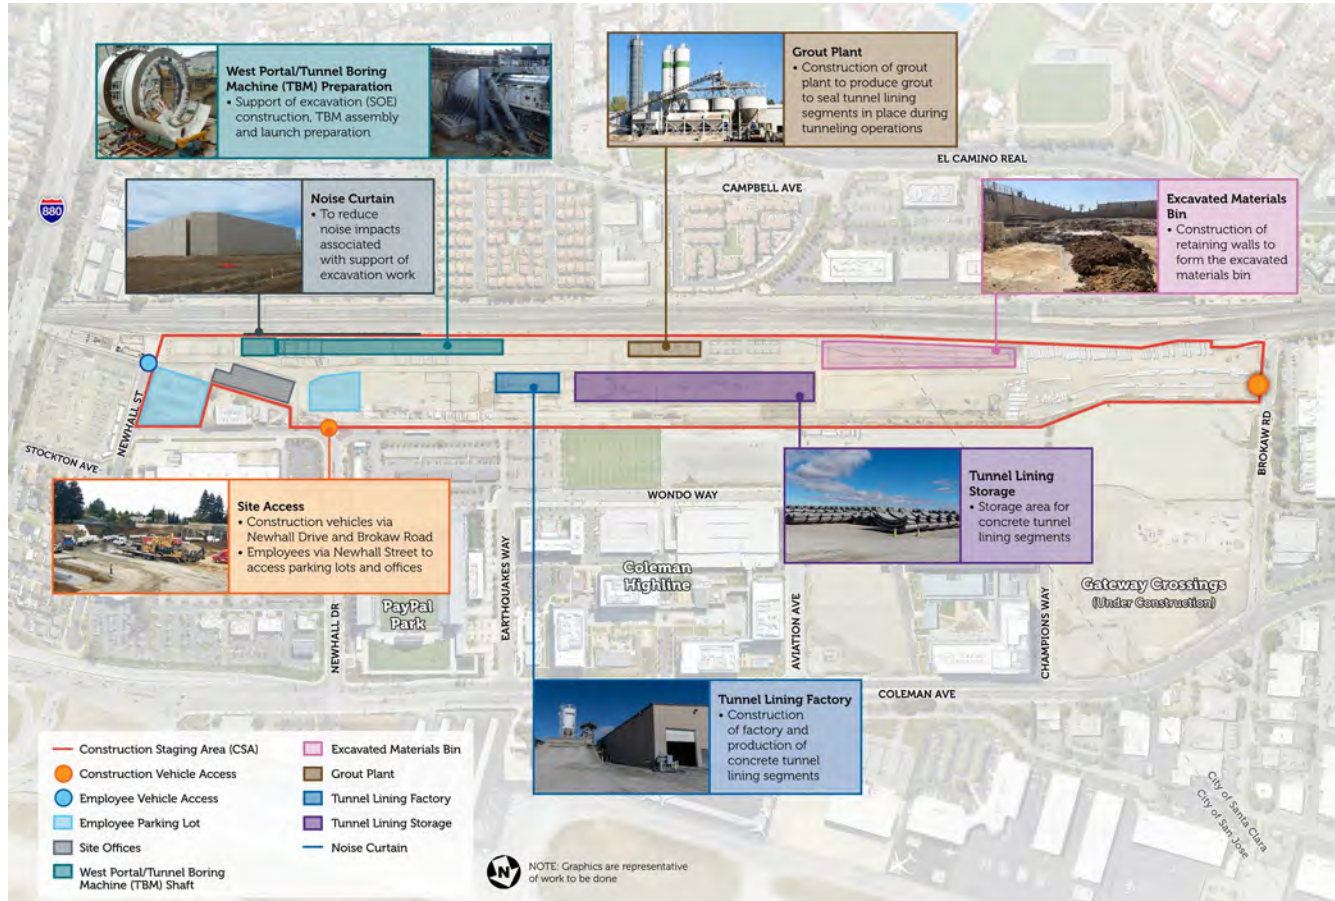 West Portal/Tunnel Boring
Machine (TBM) Preparation
• Support of excavation (SOE)
construction, TBM assembly
and launch preparation
Grout Plant
• Construction of grout
plant to produce grout
to seal tunnel lining
segments in place during
tunneling operations
EL CAMINO REAL
CAMPBELL AVE
880
Noise Curtain
• To reduce
noise impacts
associated
with support of
excavation work
Excavated Materials
Bin
• Construction of
retaining walls to
form the excavated
materials bin
NEWHALL ST
STOCKTON AVE
BROKAW RD
Site Access
• Construction vehicles via
Newhall Drive and Brokaw Road
• Employees via Newhall Street to
access parking lots and offices
WONDO WAY
Tunnel Lining
Storage
• Storage area for
concrete tunnel
lining segments
NEWHALL DR
PayPal
Park
EARTHQUAKES WAY
Coleman
Highline
AVIATION AVE
CHAMPIONS WAY
Gateway Crossings
(Under Construction)
COLEMAN AVE
Tunnel Lining Factory
• Construction
of factory and
production of
concrete tunnel
lining segments
City of Santa Clara
City of San Jose
Construction Staging Area (CSA)
Construction Vehicle Access
Employee Vehicle Access
Employee Parking Lot
Site Offices
West Portal/Tunnel Boring
Machine (TBM) Shaft
Excavated Materials Bin
Grout Plant
Tunnel Lining Factory
Tunnel Lining Storage
Noise Curtain
N
NOTE: Graphics are representative
of work to be done